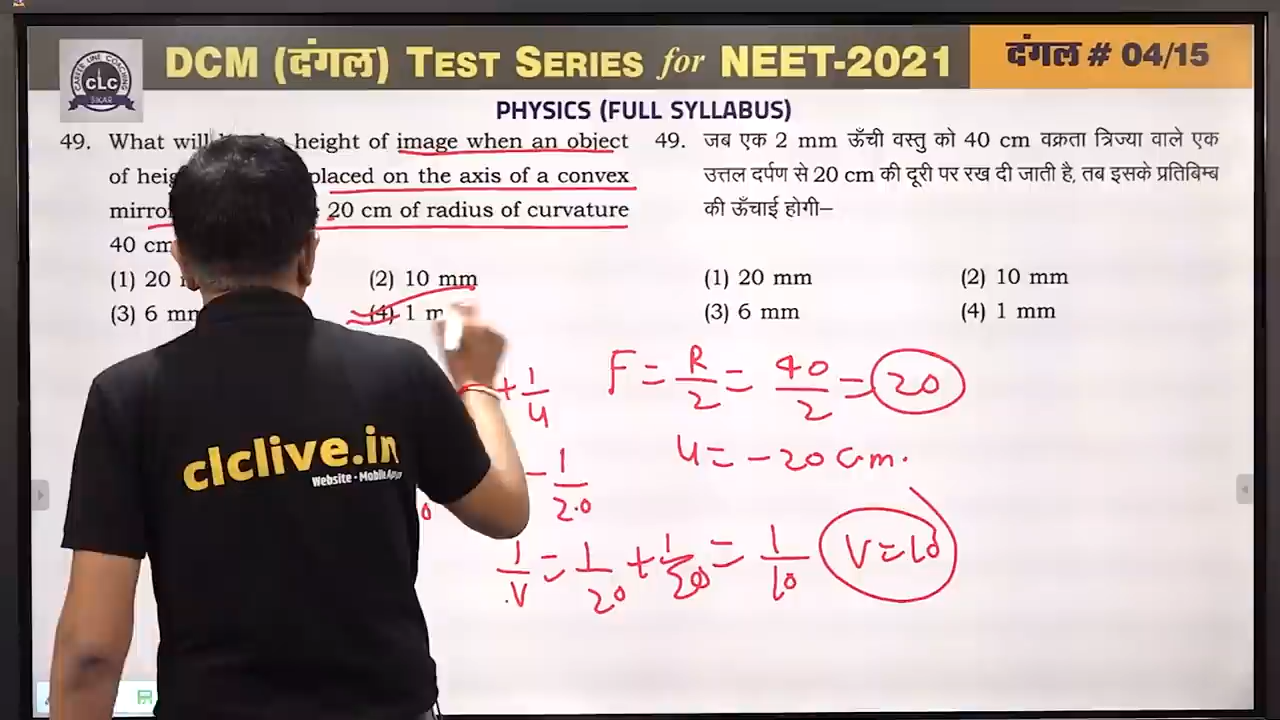 DCM (दंगल) TEST SERIES for NEET-2021
दंगल # 04/15
CLC
SIKAR
PHYSICS (FULL SYLLABUS)
49. What will height of image when an object
of placed on the axis of a convex
20 cm of radius of curvature
40 cm
(1) 20 (2) 10 mm
(3) 6 mm (4) 1 m
49. जब एक 2 mm ऊँची वस्तु को 40 cm वक्रता त्रिज्या वाले एक
उत्तल दर्पण से 20 cm की दूरी पर रख दी जाती है, तब इसके प्रतिबिम्ब
की ऊँचाई होगी–
(1) 20 mm (2) 10 mm
(3) 6 mm (4) 1 mm
+ 1/u
F = R/2 = 40/2 = 20
u = -20 cm.
- 1/20
1/v = 1/20 + 1/20 = 1/10 V=10
clclive.in
Website • Mobile Apps